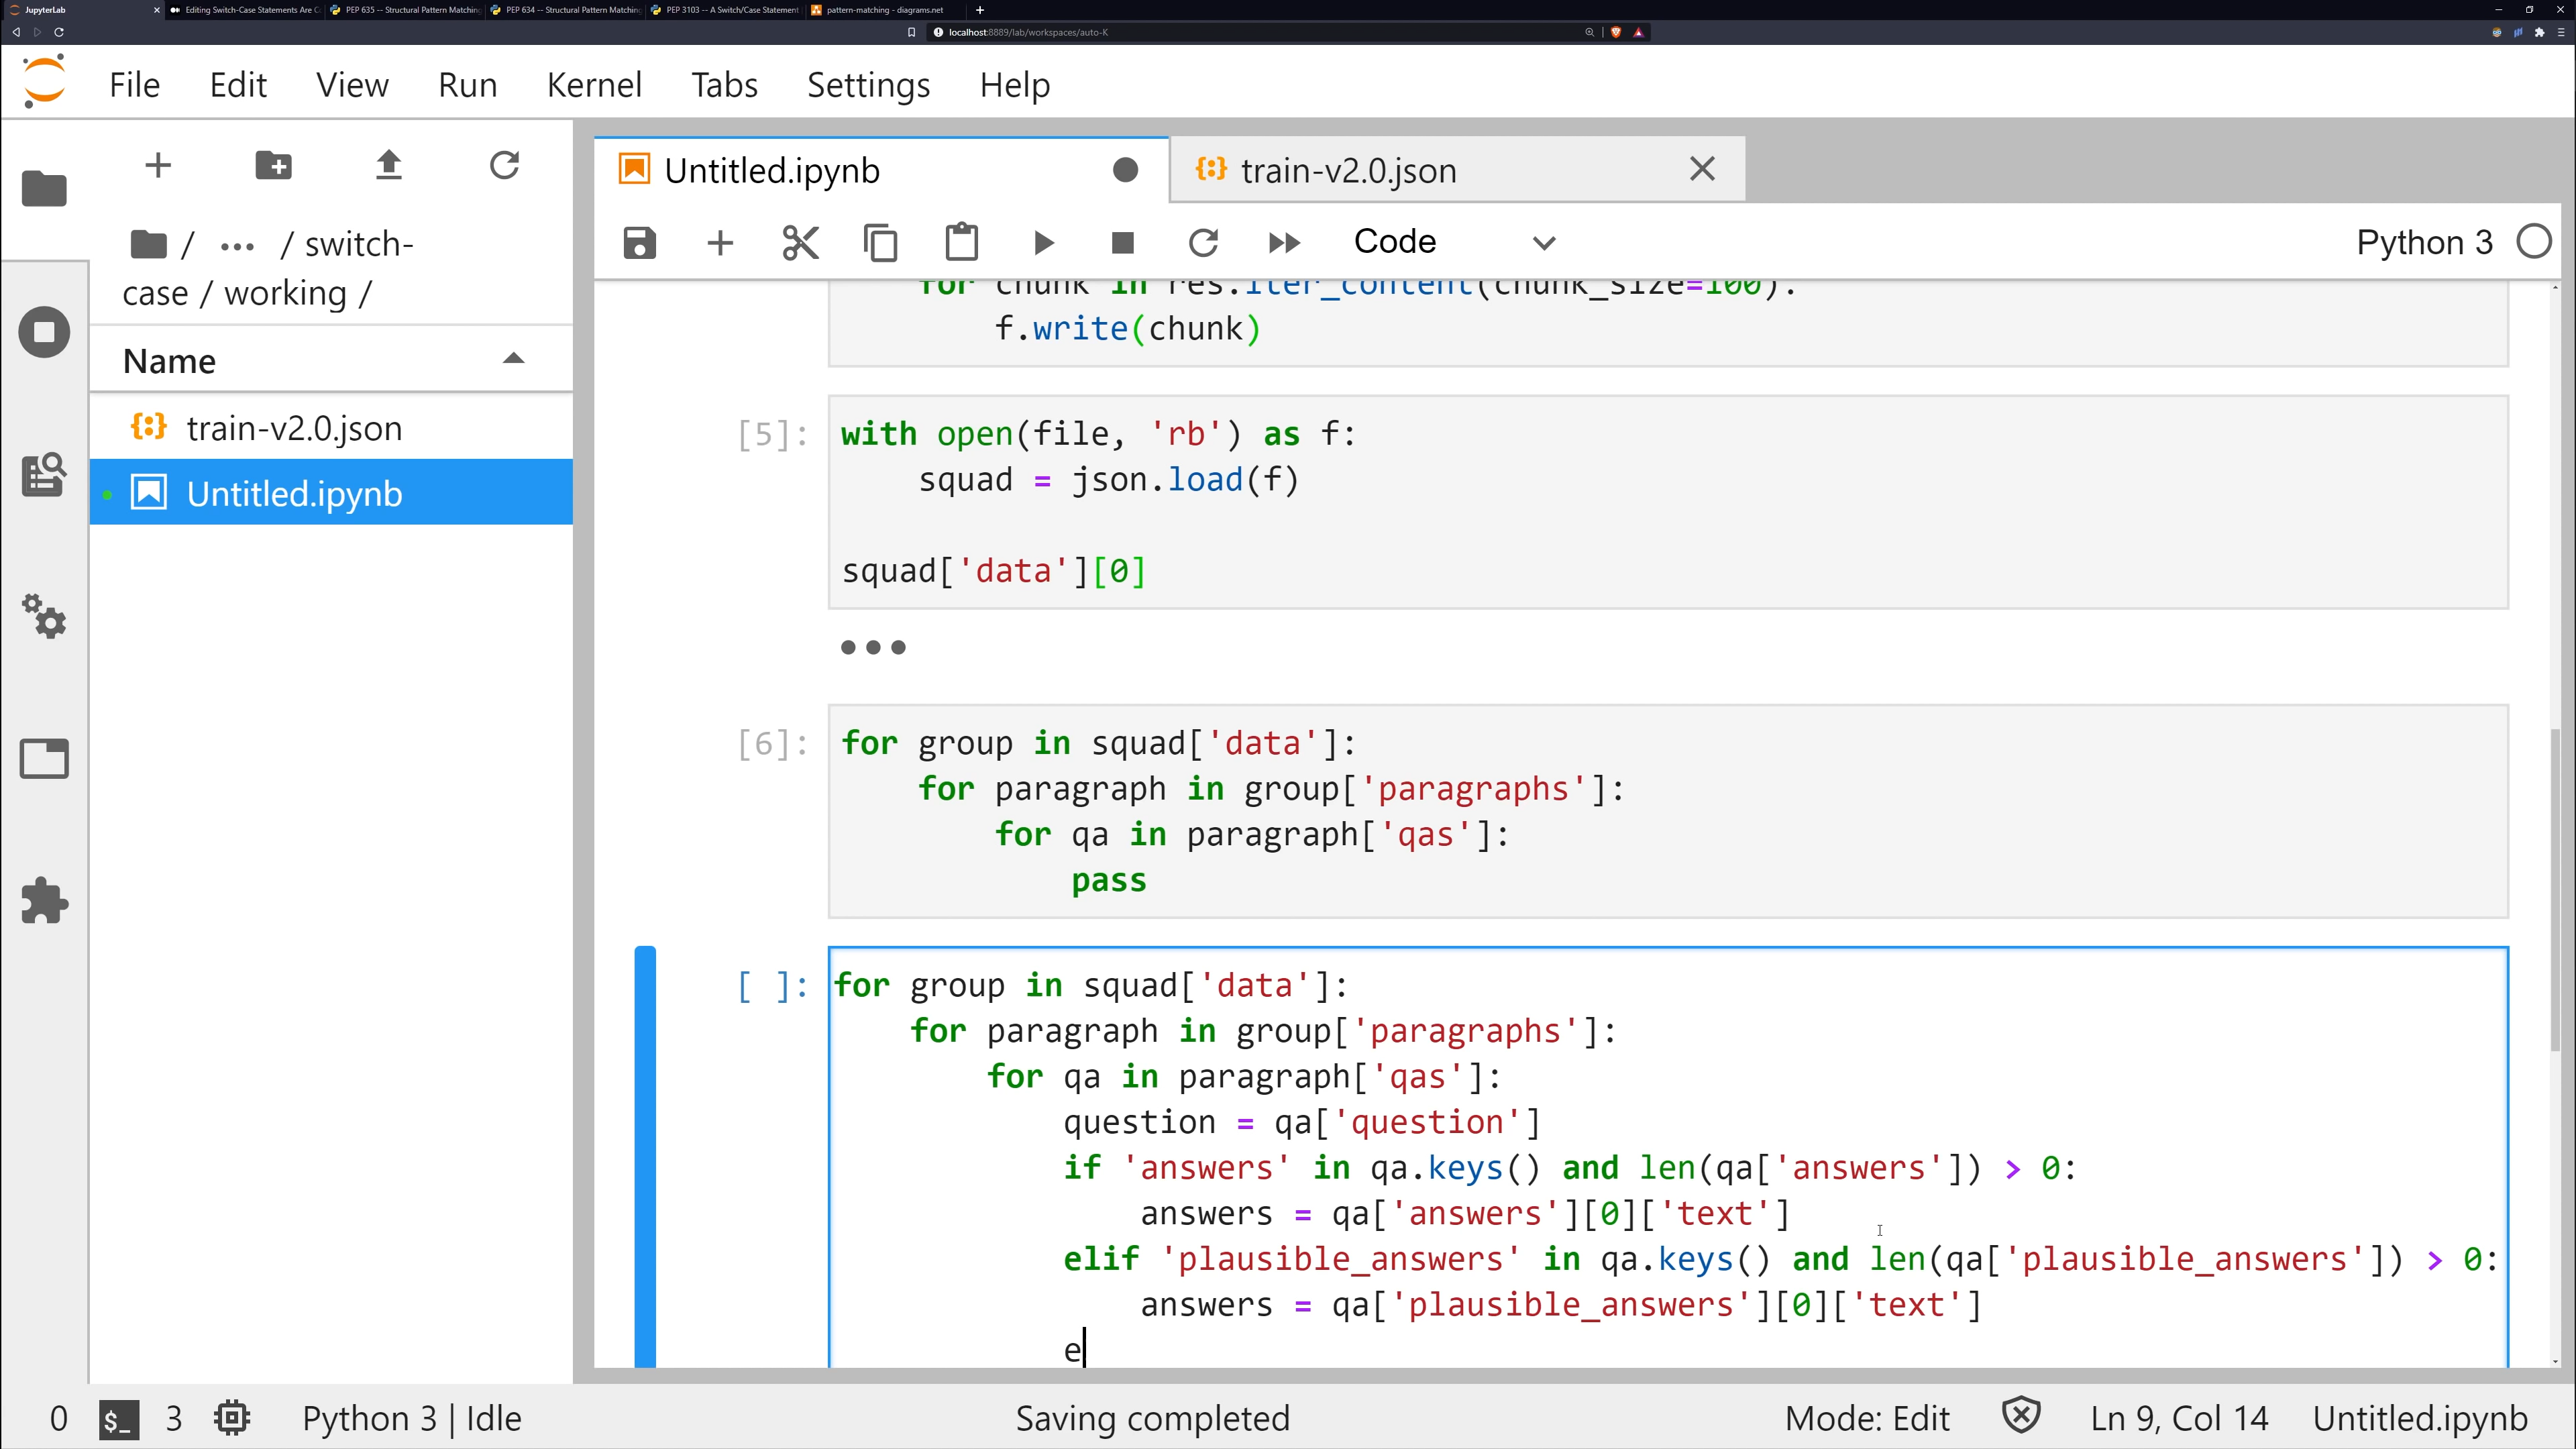 JupyterLab
Editing Switch-Case Statements Are C
PEP 635 -- Structural Pattern Matching
PEP 634 -- Structural Pattern Matching
PEP 3103 -- A Switch/Case Statement
pattern-matching - diagrams.net
localhost:8889/lab/workspaces/auto-K
File Edit View Run Kernel Tabs Settings Help
/ ... / switch-
case / working /
Name
train-v2.0.json
Untitled.ipynb
Untitled.ipynb
train-v2.0.json
Code
Python 3
for chunk in res.iter_content(chunk_size=100):
f.write(chunk)
[5]:
with open(file, 'rb') as f:
squad = json.load(f)
squad['data'][0]
[6]:
for group in squad['data']:
for paragraph in group['paragraphs']:
for qa in paragraph['qas']:
pass
[ ]:
for group in squad['data']:
for paragraph in group['paragraphs']:
for qa in paragraph['qas']:
question = qa['question']
if 'answers' in qa.keys() and len(qa['answers']) > 0:
answers = qa['answers'][0]['text']
elif 'plausible_answers' in qa.keys() and len(qa['plausible_answers']) > 0:
answers = qa['plausible_answers'][0]['text']
e
0 $_ 3 Python 3 | Idle Saving completed Mode: Edit Ln 9, Col 14 Untitled.ipynb